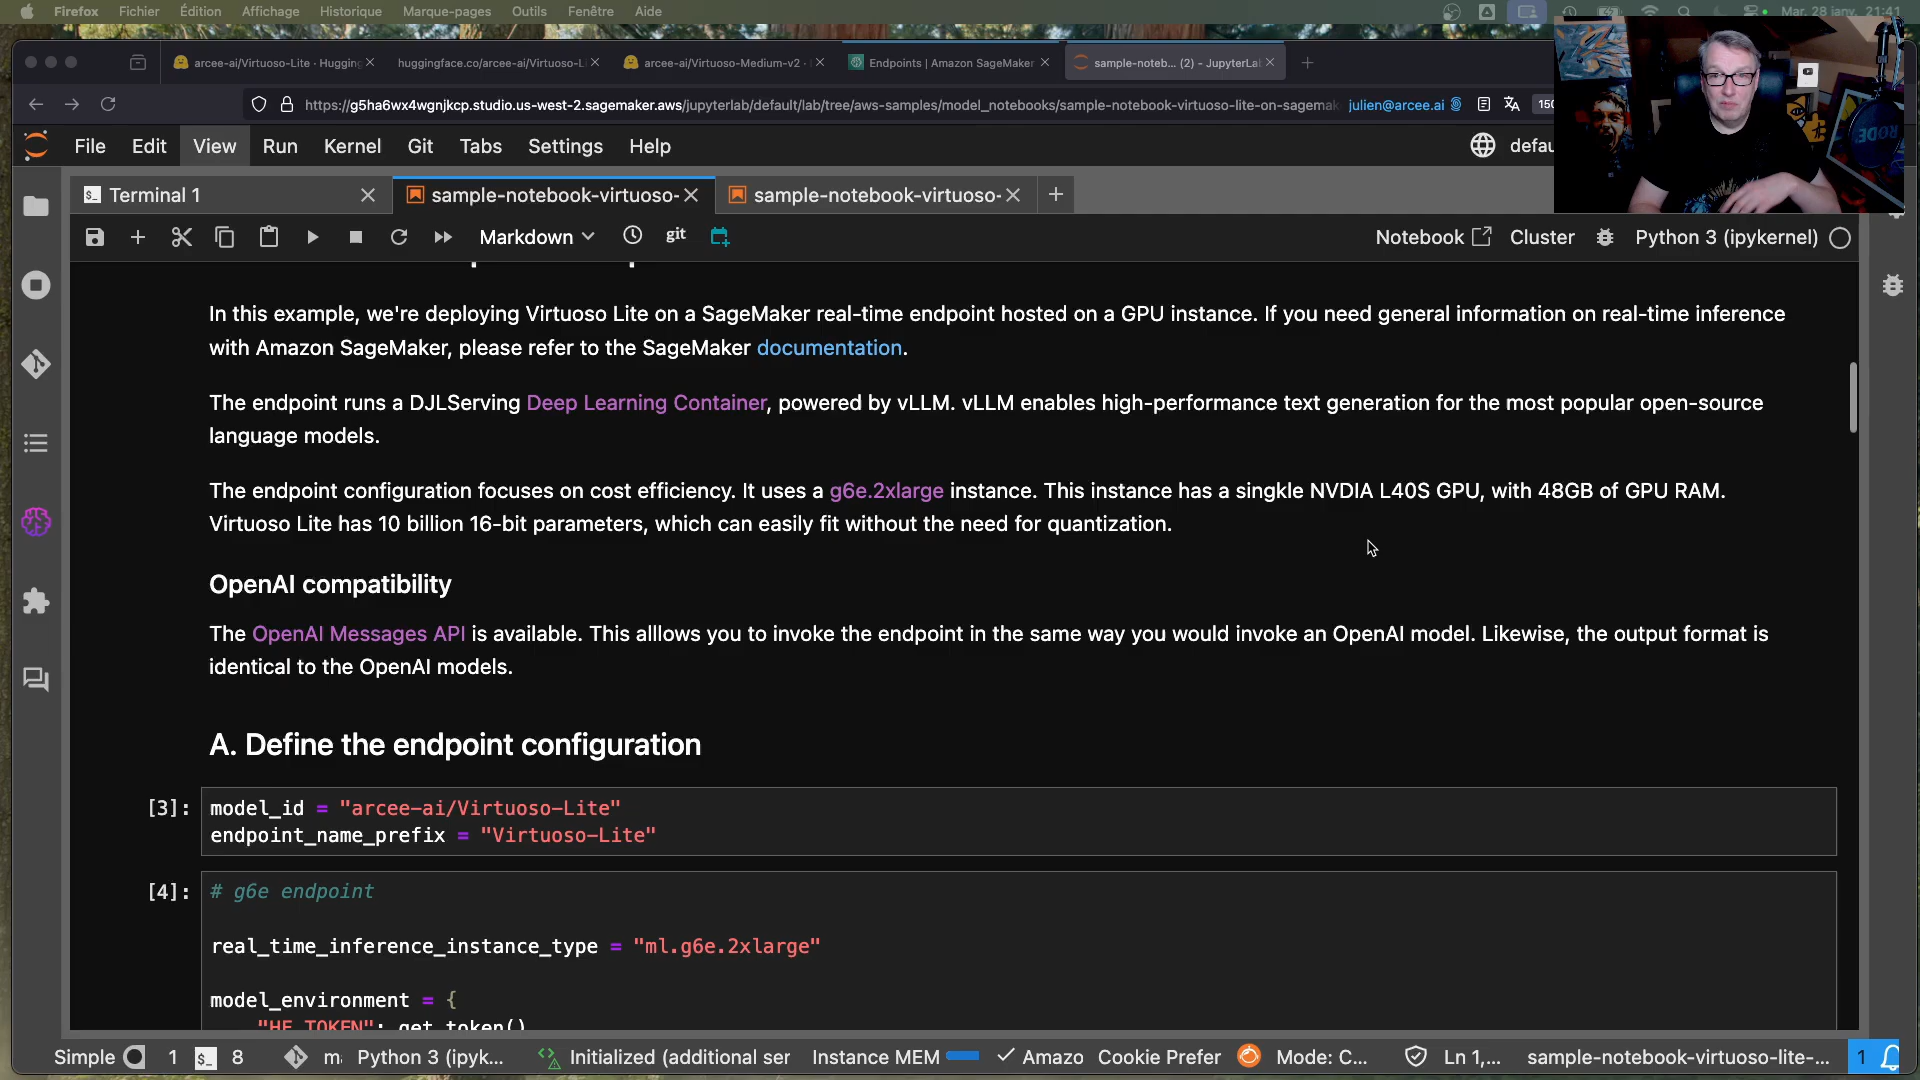 Firefox Fichier Édition Affichage Historique Marque-pages Outils Fenêtre Aide
Mar. 28 janv. 21:41
arcee-ai/Virtuoso-Lite · Hugging
huggingface.co/arcee-ai/Virtuoso-L
arcee-ai/Virtuoso-Medium-v2 ·
Endpoints | Amazon SageMaker
sample-noteb... (2) - JupyterLa
https://g5ha6wx4wgnjkcp.studio.us-west-2.sagemaker.aws/jupyterlab/default/lab/tree/aws-samples/model_notebooks/sample-notebook-virtuoso-lite-on-sagema
julien@arcee.ai
150
RODE
File Edit View Run Kernel Git Tabs Settings Help
defau
Terminal 1
sample-notebook-virtuoso-
sample-notebook-virtuoso-
Markdown
git
Notebook
Cluster
Python 3 (ipykernel)
In this example, we're deploying Virtuoso Lite on a SageMaker real-time endpoint hosted on a GPU instance. If you need general information on real-time inference
with Amazon SageMaker, please refer to the SageMaker documentation.
The endpoint runs a DJLServing Deep Learning Container, powered by vLLM. vLLM enables high-performance text generation for the most popular open-source
language models.
The endpoint configuration focuses on cost efficiency. It uses a g6e.2xlarge instance. This instance has a singkle NVDIA L40S GPU, with 48GB of GPU RAM.
Virtuoso Lite has 10 billion 16-bit parameters, which can easily fit without the need for quantization.
OpenAI compatibility
The OpenAI Messages API is available. This alllows you to invoke the endpoint in the same way you would invoke an OpenAI model. Likewise, the output format is
identical to the OpenAI models.
A. Define the endpoint configuration
[3]: model_id = "arcee-ai/Virtuoso-Lite"
endpoint_name_prefix = "Virtuoso-Lite"
[4]: # g6e endpoint
real_time_inference_instance_type = "ml.g6e.2xlarge"
model_environment = {
"HF_TOKEN": get_token()
Simple 1 8 Python 3 (ipyk... Initialized (additional ser Instance MEM Amazo Cookie Prefer Mode: C... Ln 1,... sample-notebook-virtuoso-lite-... 1